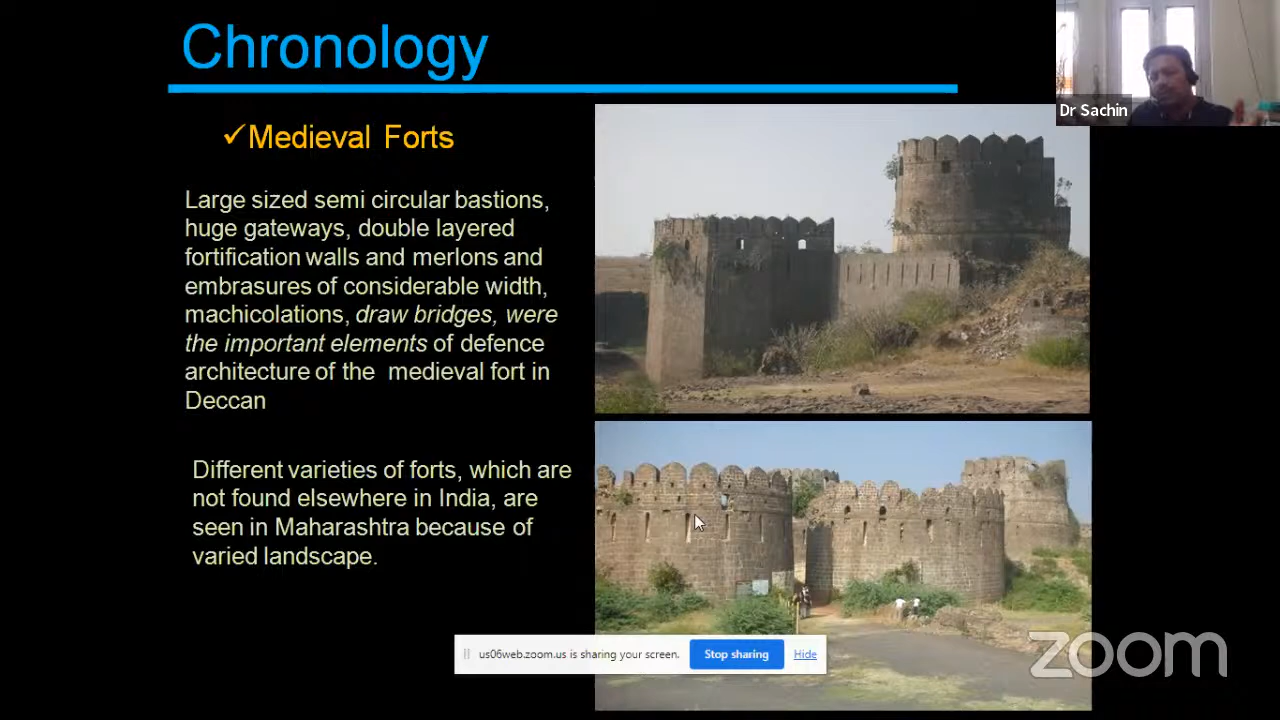 Chronology
Dr Sachin
✓Medieval Forts
Large sized semi circular bastions,
huge gateways, double layered
fortification walls and merlons and
embrasures of considerable width,
machicolations, draw bridges, were
the important elements of defence
architecture of the medieval fort in
Deccan
Different varieties of forts, which are
not found elsewhere in India, are
seen in Maharashtra because of
varied landscape.
us06web.zoom.us is sharing your screen.
Stop sharing
Hide
zoom